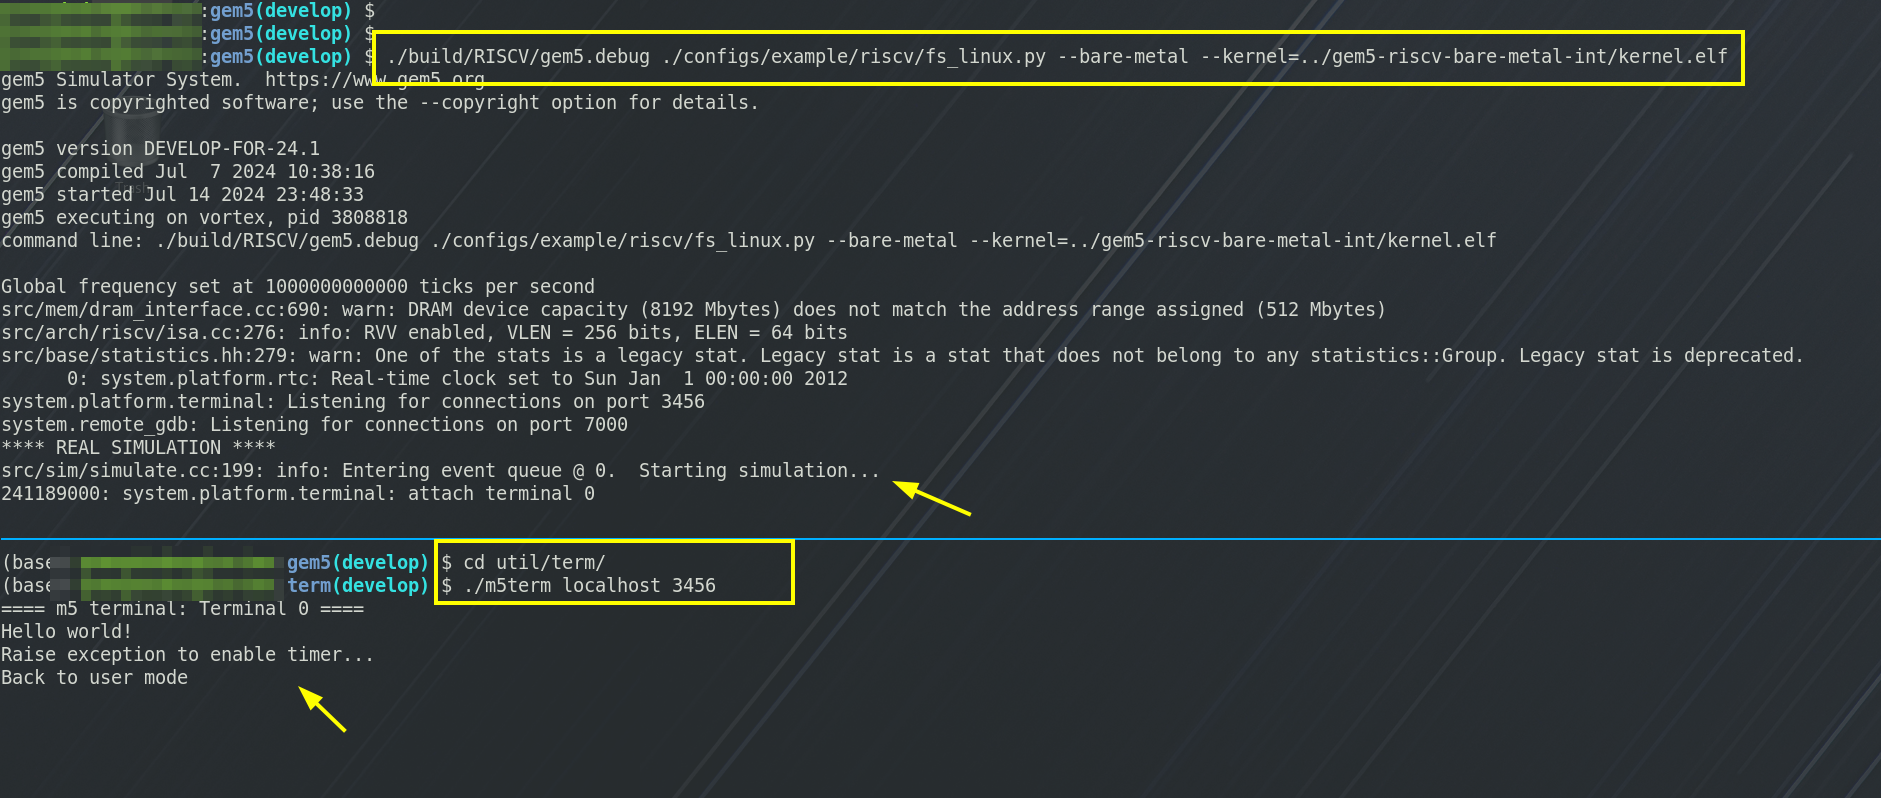 :gem5(develop) $
:gem5(develop) $
:gem5(develop) $ ./build/RISCV/gem5.debug ./configs/example/riscv/fs_linux.py --bare-metal --kernel=../gem5-riscv-bare-metal-int/kernel.elf
gem5 Simulator System.  https://www.gem5.org
gem5 is copyrighted software; use the --copyright option for details.
gem5 version DEVELOP-FOR-24.1
gem5 compiled Jul  7 2024 10:38:16
Trash
gem5 started Jul 14 2024 23:48:33
gem5 executing on vortex, pid 3808818
command line: ./build/RISCV/gem5.debug ./configs/example/riscv/fs_linux.py --bare-metal --kernel=../gem5-riscv-bare-metal-int/kernel.elf
Global frequency set at 1000000000000 ticks per second
src/mem/dram_interface.cc:690: warn: DRAM device capacity (8192 Mbytes) does not match the address range assigned (512 Mbytes)
src/arch/riscv/isa.cc:276: info: RVV enabled, VLEN = 256 bits, ELEN = 64 bits
src/base/statistics.hh:279: warn: One of the stats is a legacy stat. Legacy stat is a stat that does not belong to any statistics::Group. Legacy stat is deprecated.
      0: system.platform.rtc: Real-time clock set to Sun Jan  1 00:00:00 2012
system.platform.terminal: Listening for connections on port 3456
system.remote_gdb: Listening for connections on port 7000
**** REAL SIMULATION ****
src/sim/simulate.cc:199: info: Entering event queue @ 0.  Starting simulation...
241189000: system.platform.terminal: attach terminal 0
(base gem5(develop) $ cd util/term/
(base term(develop) $ ./m5term localhost 3456
==== m5 terminal: Terminal 0 ====
Hello world!
Raise exception to enable timer...
Back to user mode